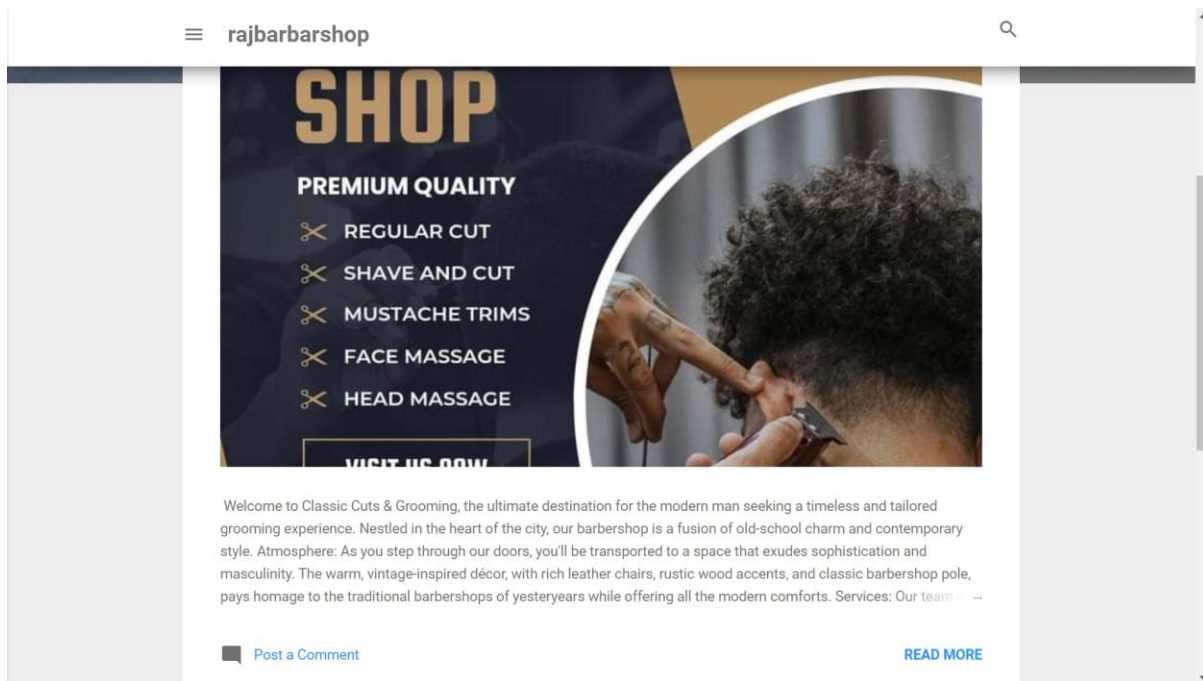 rajbarbarshop
SHOP
PREMIUM QUALITY
REGULAR CUT
SHAVE AND CUT
MUSTACHE TRIMS
FACE MASSAGE
HEAD MASSAGE
VISIT US NOW
Welcome to Classic Cuts & Grooming, the ultimate destination for the modern man seeking a timeless and tailored
grooming experience. Nestled in the heart of the city, our barbershop is a fusion of old-school charm and contemporary
style. Atmosphere: As you step through our doors, you'll be transported to a space that exudes sophistication and
masculinity. The warm, vintage-inspired décor, with rich leather chairs, rustic wood accents, and classic barbershop pole,
pays homage to the traditional barbershops of yesteryears while offering all the modern comforts. Services: Our team ...
Post a Comment
READ MORE